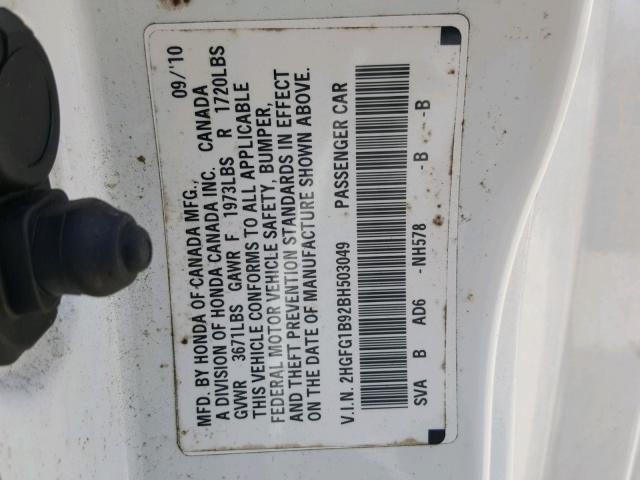 MFD. BY HONDA OF CANADA MFG., 09/'10
A DIVISION OF HONDA CANADA INC. CANADA
GVWR 3671LBS GAWR F 1973LBS R 1720LBS
THIS VEHICLE CONFORMS TO ALL APPLICABLE
FEDERAL MOTOR VEHICLE SAFETY, BUMPER,
AND THEFT PREVENTION STANDARDS IN EFFECT
ON THE DATE OF MANUFACTURE SHOWN ABOVE.
V.I.N. 2HGFG1B92BH503049 PASSENGER CAR
SVA B AD6 -NH578 -B -B